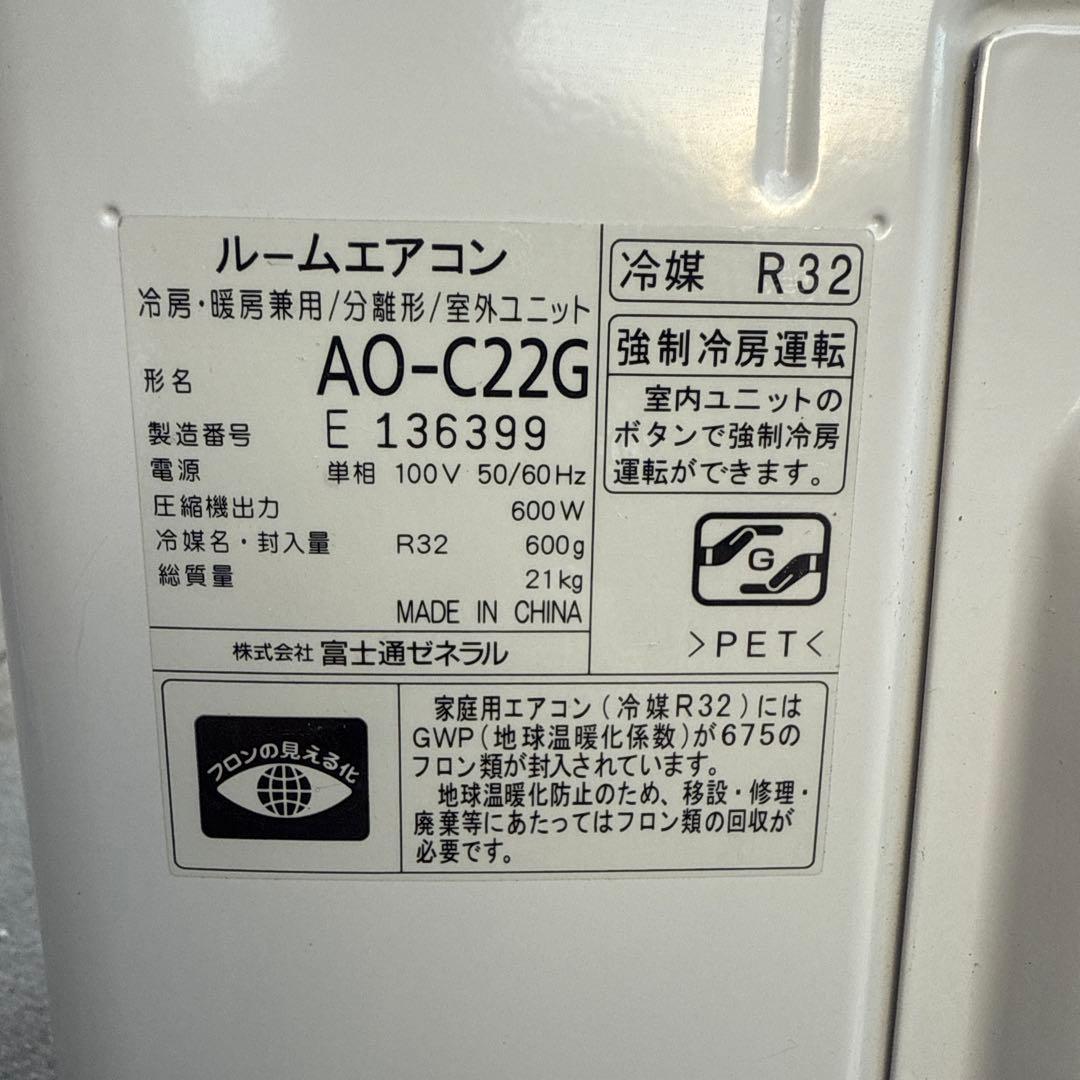 ルームエアコン
冷房・暖房兼用/分離形/室外ユニット
形名 AO-C22G
製造番号 E 136399
電源 単相 100V 50/60Hz
圧縮機出力 600W
冷媒名・封入量 R32 600g
総質量 21kg
MADE IN CHINA
株式会社 富士通ゼネラル
冷媒 R32
強制冷房運転
室内ユニットの
ボタンで強制冷房
運転ができます。
G
>PET<
フロンの見える化
家庭用エアコン(冷媒R32)には
GWP(地球温暖化係数)が675の
フロン類が封入されています。
地球温暖化防止のため、移設・修理・
廃棄等にあたってはフロン類の回収が
必要です。